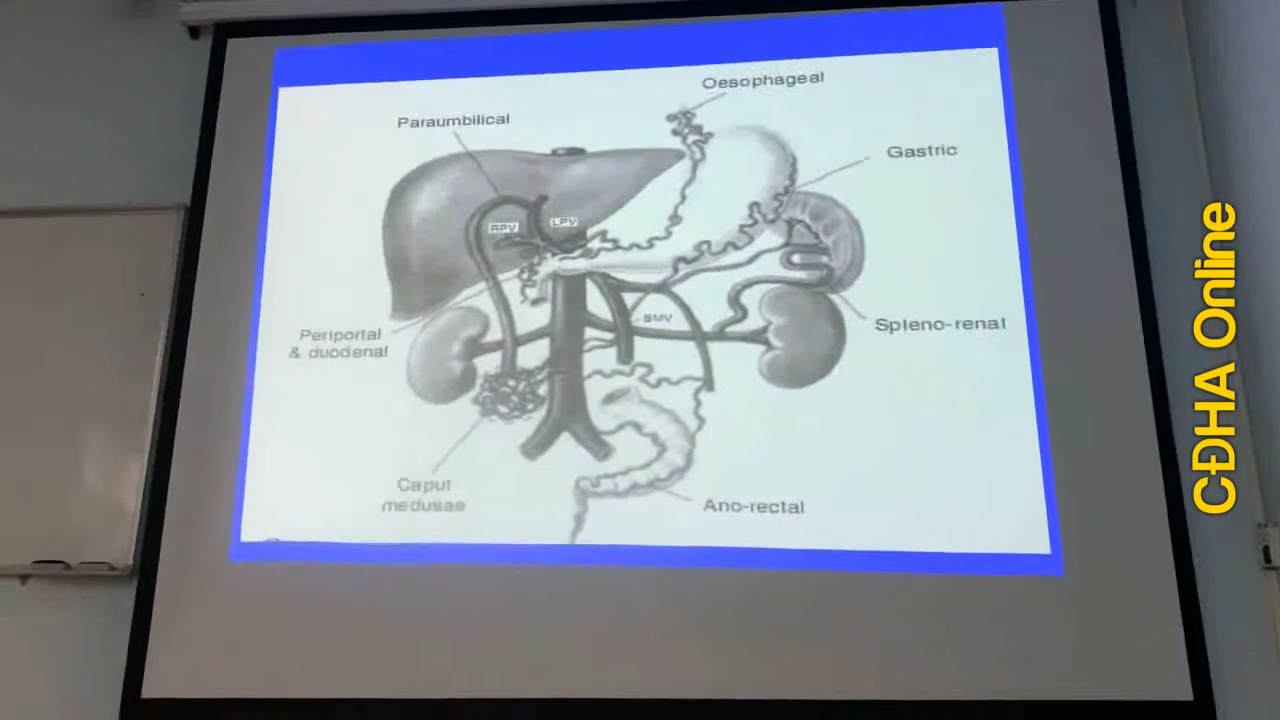 Oesophageal
Paraumbilical
Gastric
RPV
LPV
SMV
Spleno-renal
Periportal
& duodenal
Caput
medusae
Ano-rectal
CĐHA Online